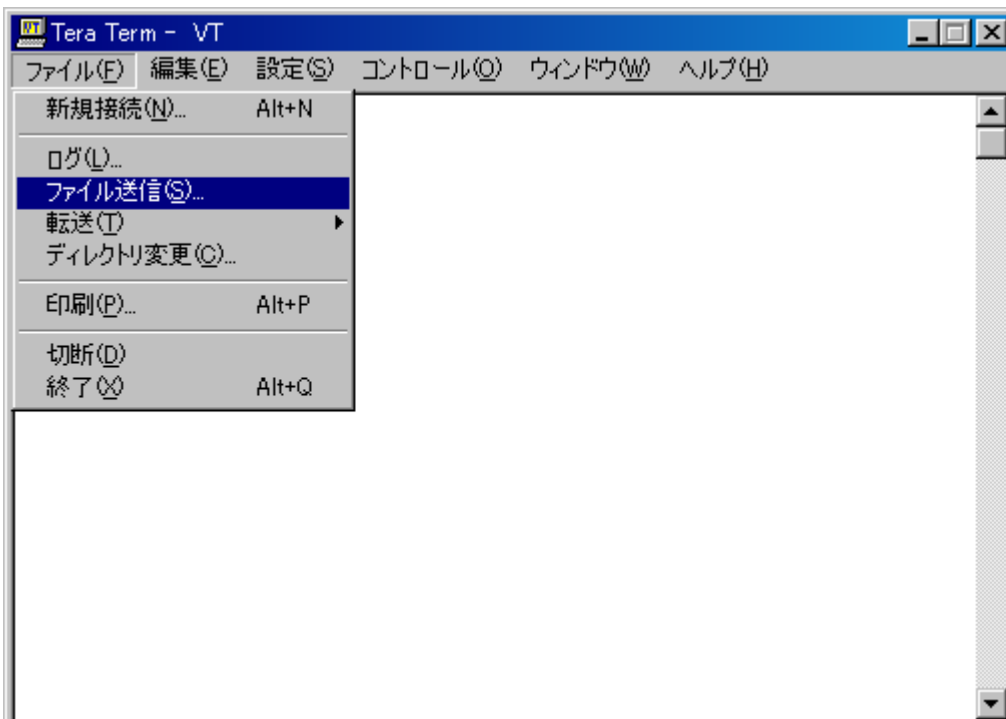 Tera Term - VT
ファイル(F) 編集(E) 設定(S) コントロール(O) ウィンドウ(W) ヘルプ(H)
新規接続(N)... Alt+N
ログ(L)...
ファイル送信(S)...
転送(T)
ディレクトリ変更(C)...
印刷(P)... Alt+P
切断(D)
終了(X) Alt+Q